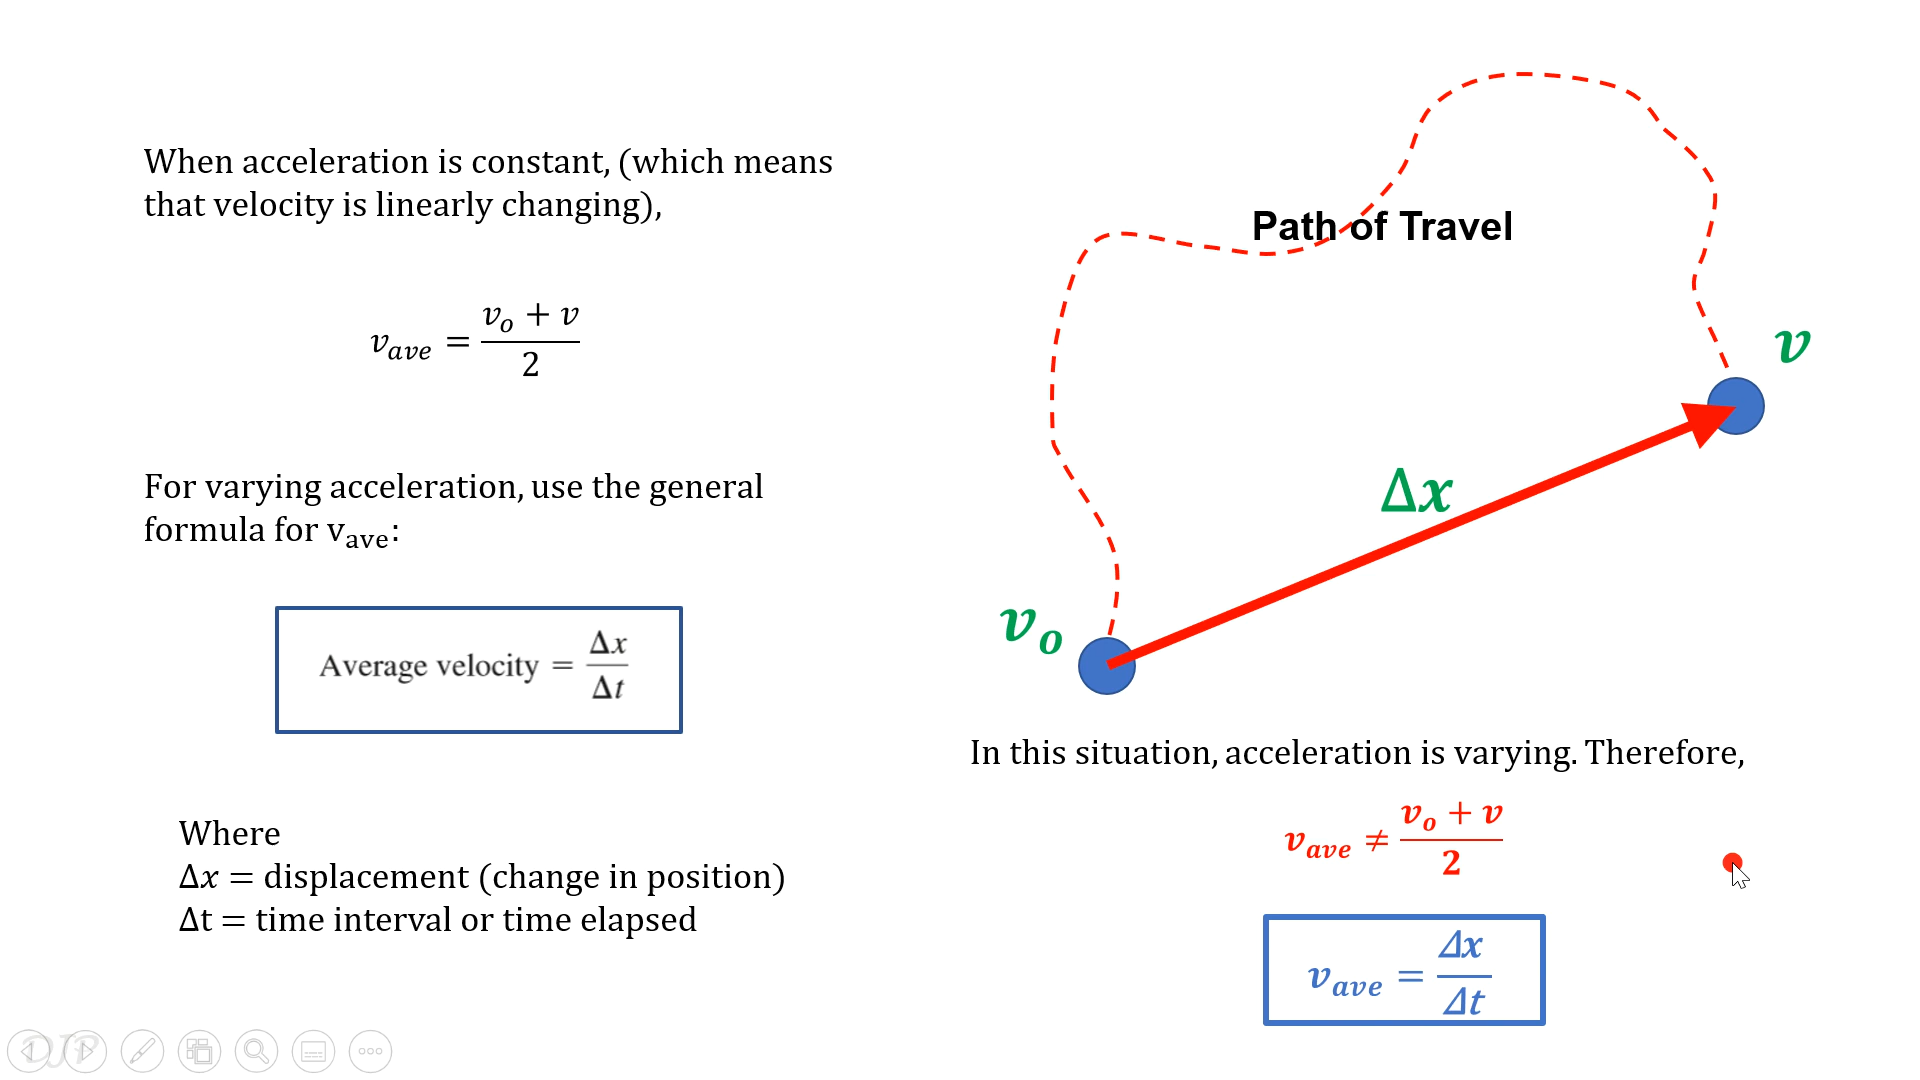 When acceleration is constant, (which means
that velocity is linearly changing),
v_ave = (v_o + v)/2
For varying acceleration, use the general
formula for v_ave:
Average velocity = Δx/Δt
Where
Δx = displacement (change in position)
Δt = time interval or time elapsed
Path of Travel
v
Δx
v_o
In this situation, acceleration is varying. Therefore,
v_ave ≠ (v_o + v)/2
v_ave = Δx/Δt
DJP